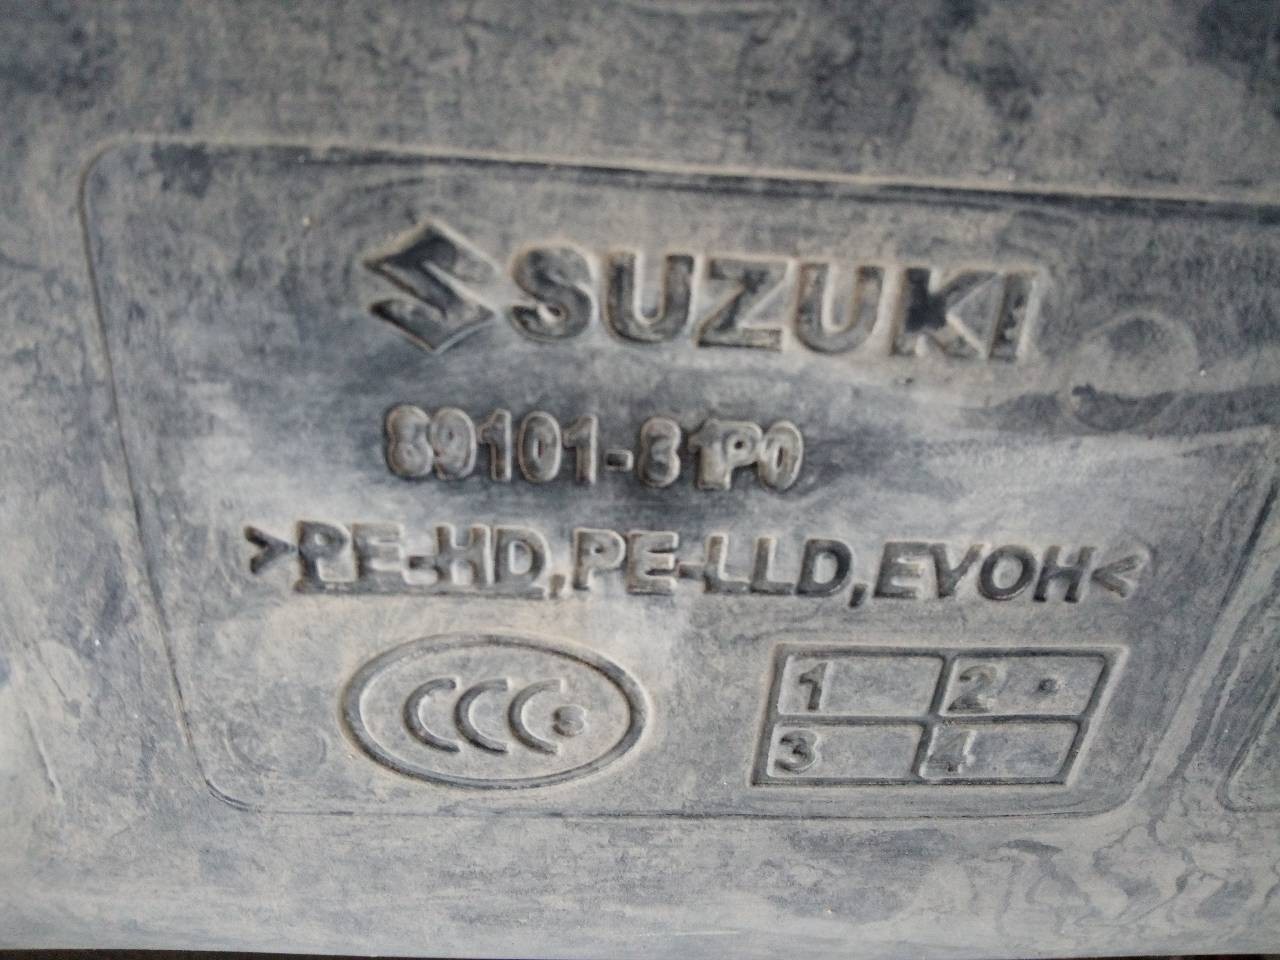 SUZUKI
89101-81P0
>PE-HD,PE-LLD,EVOH<
CCC S
1 2
3 4